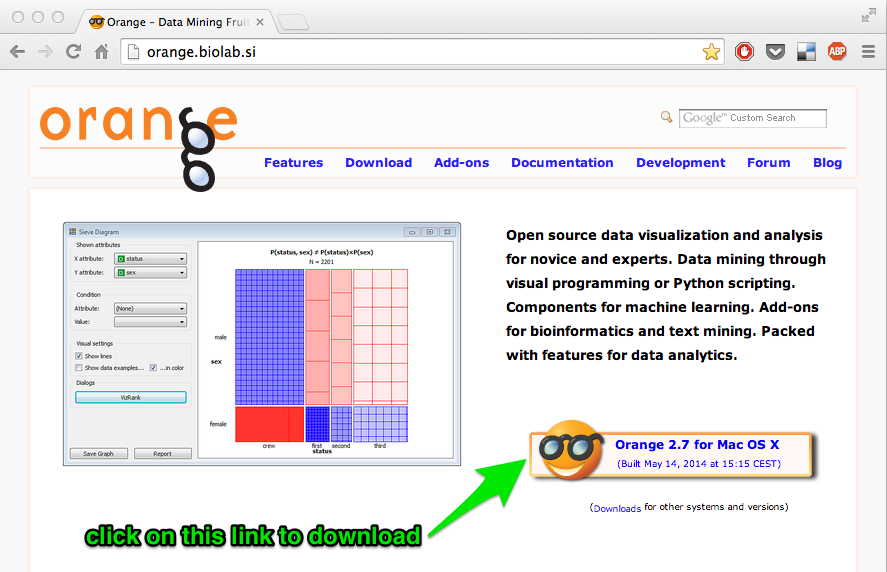 Orange – Data Mining Fruit
orange.biolab.si
ABP
orange
Google™ Custom Search
Features Download Add-ons Documentation Development Forum Blog
Sieve Diagram
Shown attributes
X attribute: D status
Y attribute: D sex
Condition
Attribute: (None)
Value:
Visual settings
Show lines
Show data examples... ...in color
Dialogs
VizRank
Save Graph Report
P(status, sex) ≠ P(status)×P(sex)
N = 2201
male
sex
female
crew first second third
status
Open source data visualization and analysis
for novice and experts. Data mining through
visual programming or Python scripting.
Components for machine learning. Add-ons
for bioinformatics and text mining. Packed
with features for data analytics.
Orange 2.7 for Mac OS X
(Built May 14, 2014 at 15:15 CEST)
(Downloads for other systems and versions)
click on this link to download